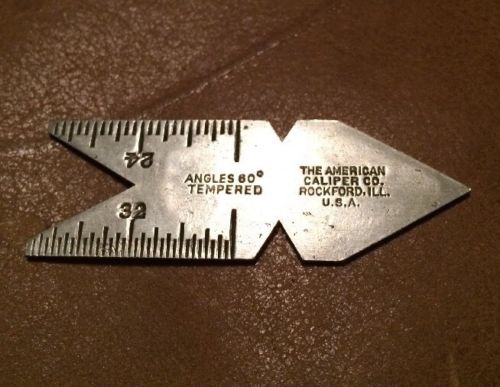 24
ANGLES 60°
TEMPERED
THE AMERICAN
CALIPER CO.
ROCKFORD, ILL.
U.S.A.
32